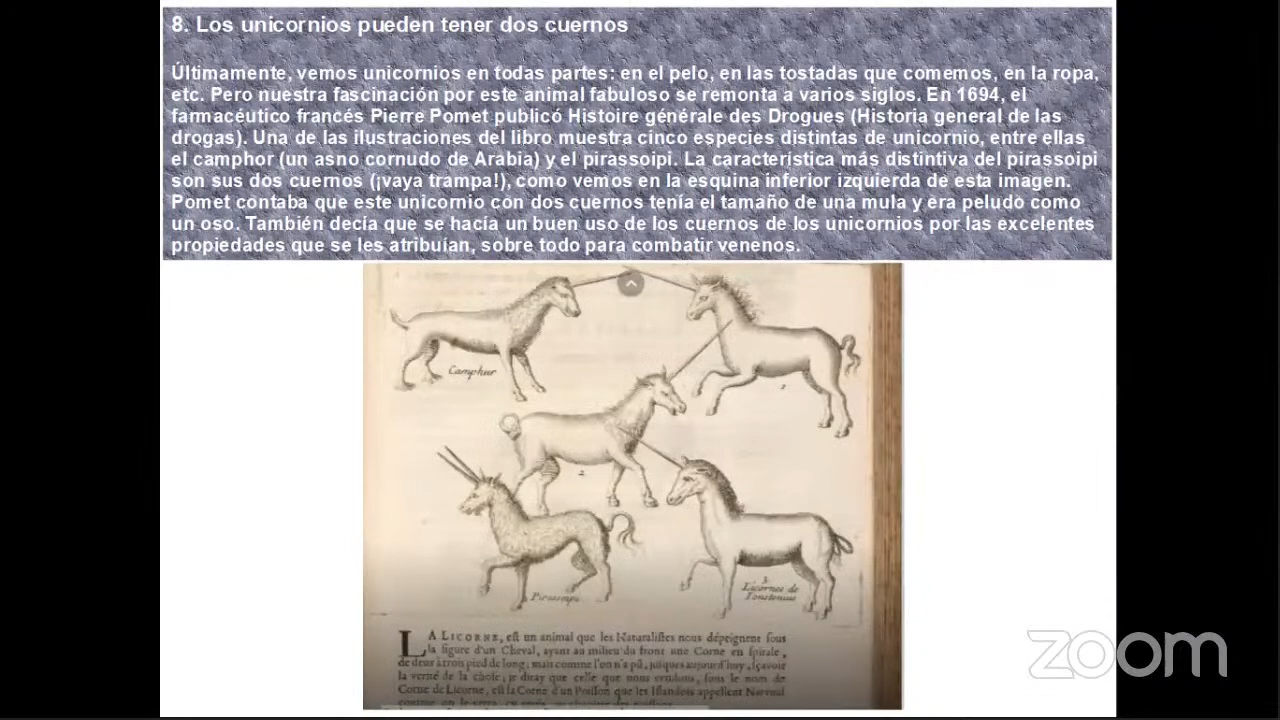 8. Los unicornios pueden tener dos cuernos
Últimamente, vemos unicornios en todas partes: en el pelo, en las tostadas que comemos, en la ropa,
etc. Pero nuestra fascinación por este animal fabuloso se remonta a varios siglos. En 1694, el
farmacéutico francés Pierre Pomet publicó Histoire générale des Drogues (Historia general de las
drogas). Una de las ilustraciones del libro muestra cinco especies distintas de unicornio, entre ellas
el camphor (un asno cornudo de Arabia) y el pirassoipi. La característica más distintiva del pirassoipi
son sus dos cuernos (¡vaya trampa!), como vemos en la esquina inferior izquierda de esta imagen.
Pomet contaba que este unicornio con dos cuernos tenía el tamaño de una mula y era peludo como
un oso. También decía que se hacía un buen uso de los cuernos de los unicornios por las excelentes
propiedades que se les atribuían, sobre todo para combatir venenos.
Camphur
2
Pirassoipi
3.
Licornes de
LA LICORNE, est un animal que les Naturalistes nous dépeignent sous
la figure d'un Cheval, ayant au milieu du front une Corne en spirale,
de deux à trois pied de long; mais comme l'on n'a pû, jusques aujourd'huy, sçavoir
la verité de la chose, je diray que celle que nous vendons, sous le nom de
Corne de Licorne, est la Corne d'un Poisson que les Islandois appellent Narwal
zoom